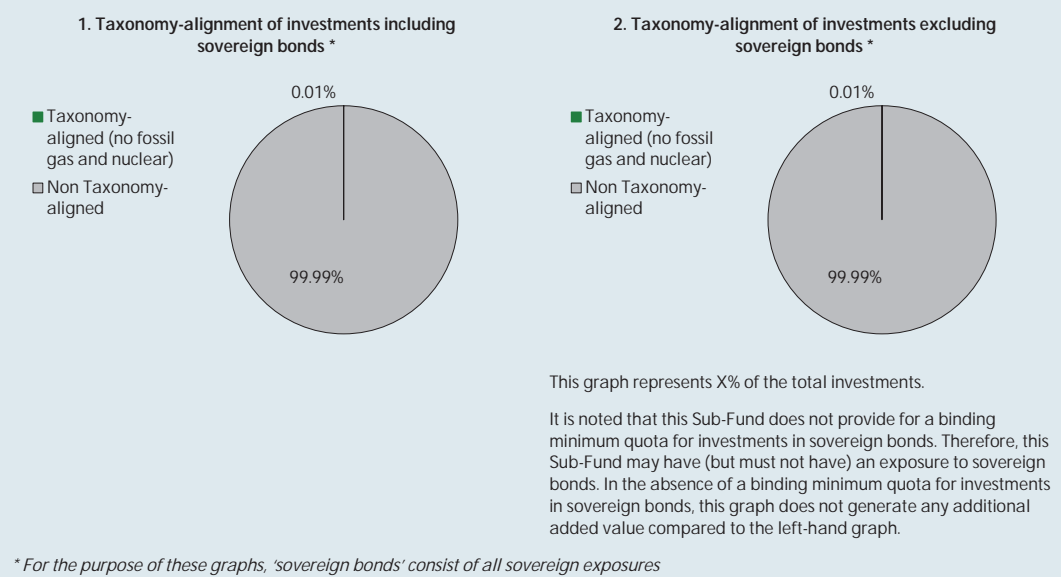 1. Taxonomy-alignment of investments including
sovereign bonds *
0.01%
Taxonomy-
aligned (no fossil
gas and nuclear)
Non Taxonomy-
aligned
99.99%
2. Taxonomy-alignment of investments excluding
sovereign bonds *
0.01%
Taxonomy-
aligned (no fossil
gas and nuclear)
Non Taxonomy-
aligned
99.99%
This graph represents X% of the total investments.
It is noted that this Sub-Fund does not provide for a binding
minimum quota for investments in sovereign bonds. Therefore, this
Sub-Fund may have (but must not have) an exposure to sovereign
bonds. In the absence of a binding minimum quota for investments
in sovereign bonds, this graph does not generate any additional
added value compared to the left-hand graph.
* For the purpose of these graphs, ‘sovereign bonds’ consist of all sovereign exposures